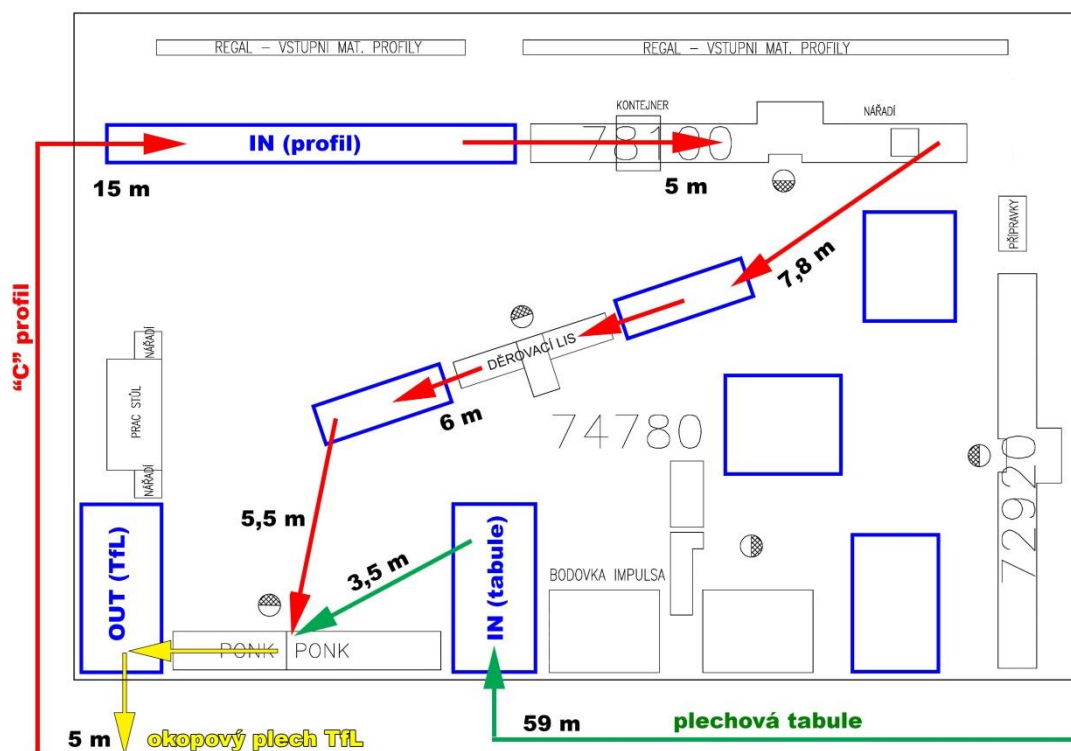 REGAL – VSTUPNI MAT. PROFILY
REGAL – VSTUPNI MAT. PROFILY
KONTEJNER
NÁŘADÍ
IN (profil)
78100
15 m
5 m
PŘÍPRAVKY
7,8 m
"C" profil
NÁŘADÍ
DĚROVACÍ LIS
PRAC STŮL
6 m
74780
NÁŘADÍ
72920
5,5 m
OUT (TfL)
3,5 m
IN (tabule)
BODOVKA IMPULSA
PONK
PONK
59 m
plechová tabule
5 m
okopový plech TfL